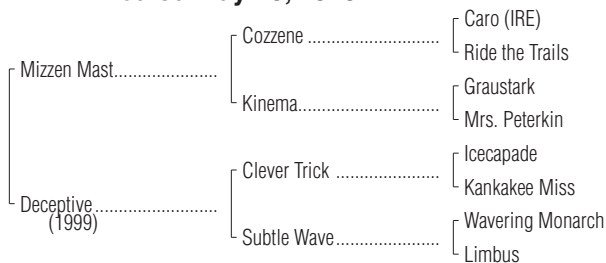 Caro (IRE)
Cozzene ....................................
Ride the Trails
Mizzen Mast.......................
Graustark
Kinema......................................
Mrs. Peterkin
Icecapade
Clever Trick .............................
Kankakee Miss
Deceptive...........................
(1999)
Wavering Monarch
Subtle Wave.............................
Limbus